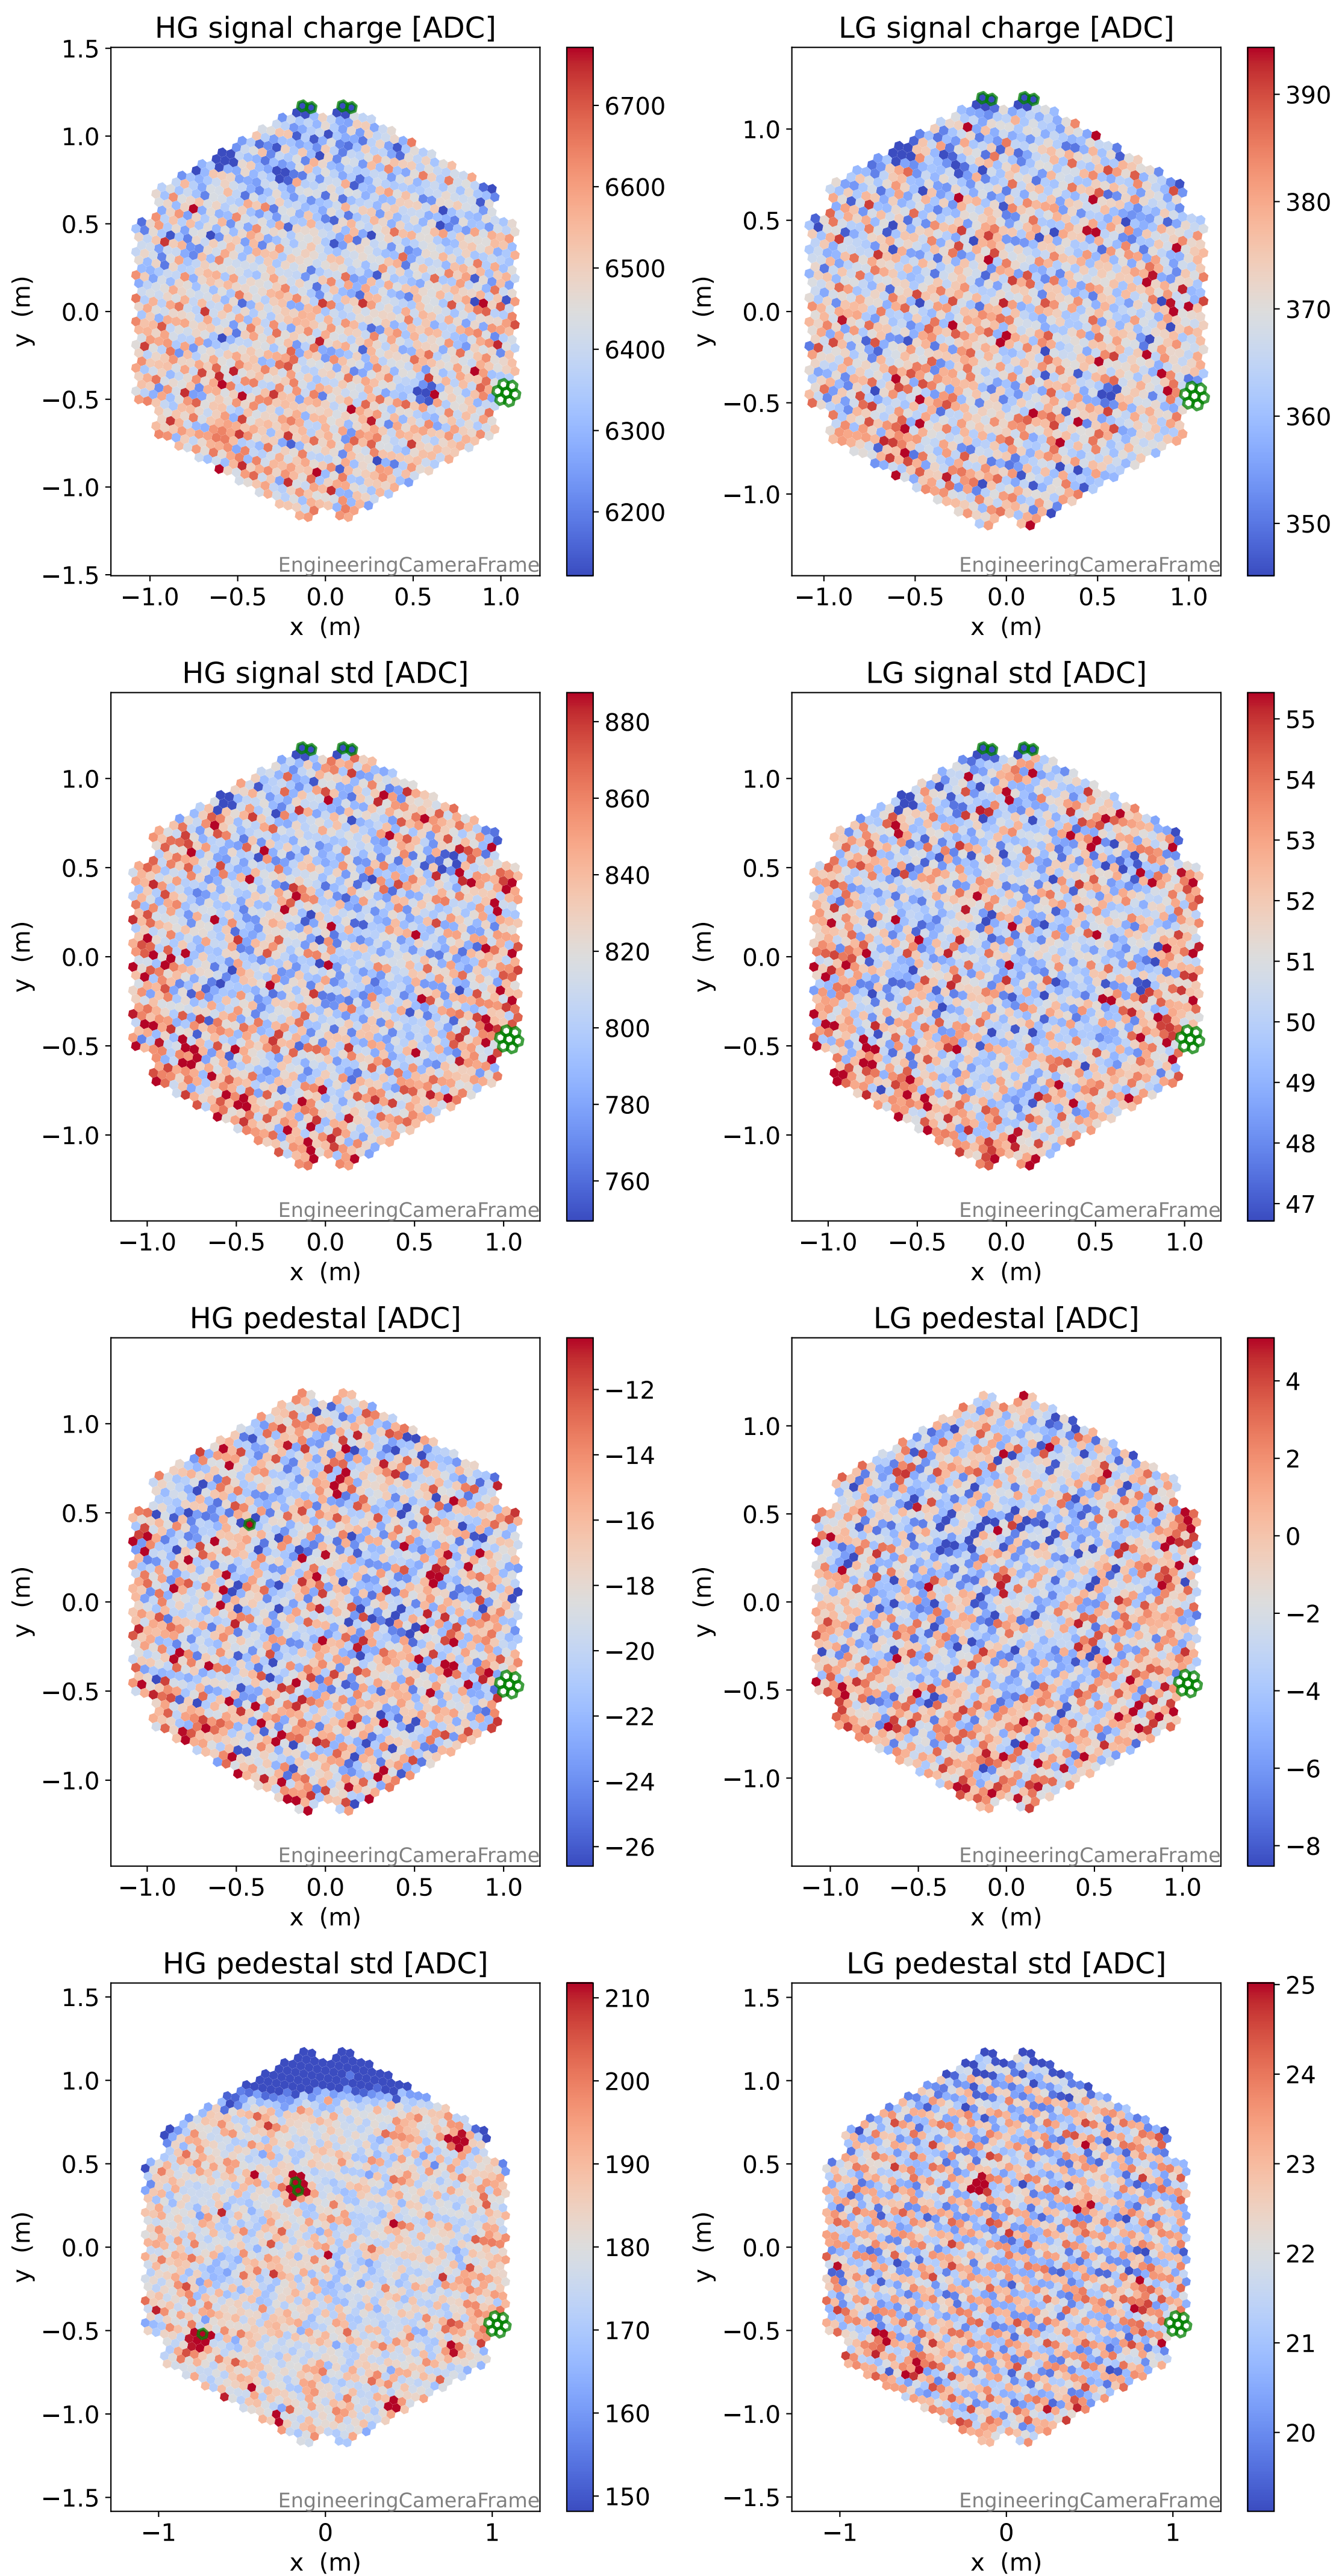 HG signal charge [ADC]
1.5
1.0
0.5
0.0
−0.5
−1.0
−1.5
y (m)
−1.0 −0.5 0.0 0.5 1.0
x (m)
EngineeringCameraFrame
6700
6600
6500
6400
6300
6200
LG signal charge [ADC]
1.0
0.5
0.0
−0.5
−1.0
y (m)
−1.0 −0.5 0.0 0.5 1.0
x (m)
EngineeringCameraFrame
390
380
370
360
350
HG signal std [ADC]
1.0
0.5
0.0
−0.5
−1.0
y (m)
−1.0 −0.5 0.0 0.5 1.0
x (m)
EngineeringCameraFrame
880
860
840
820
800
780
760
LG signal std [ADC]
1.0
0.5
0.0
−0.5
−1.0
y (m)
−1.0 −0.5 0.0 0.5 1.0
x (m)
EngineeringCameraFrame
55
54
53
52
51
50
49
48
47
HG pedestal [ADC]
1.0
0.5
0.0
−0.5
−1.0
y (m)
−1.0 −0.5 0.0 0.5 1.0
x (m)
EngineeringCameraFrame
−12
−14
−16
−18
−20
−22
−24
−26
LG pedestal [ADC]
1.0
0.5
0.0
−0.5
−1.0
y (m)
−1.0 −0.5 0.0 0.5 1.0
x (m)
EngineeringCameraFrame
4
2
0
−2
−4
−6
−8
HG pedestal std [ADC]
1.5
1.0
0.5
0.0
−0.5
−1.0
−1.5
y (m)
−1 0 1
x (m)
EngineeringCameraFrame
210
200
190
180
170
160
150
LG pedestal std [ADC]
1.5
1.0
0.5
0.0
−0.5
−1.0
−1.5
y (m)
−1 0 1
x (m)
EngineeringCameraFrame
25
24
23
22
21
20